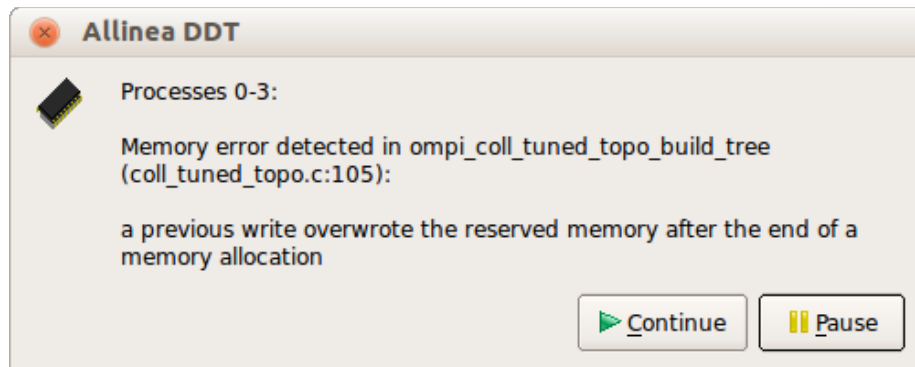 Allinea DDT
Processes 0-3:
Memory error detected in ompi_coll_tuned_topo_build_tree
(coll_tuned_topo.c:105):
a previous write overwrote the reserved memory after the end of a
memory allocation
Continue
Pause